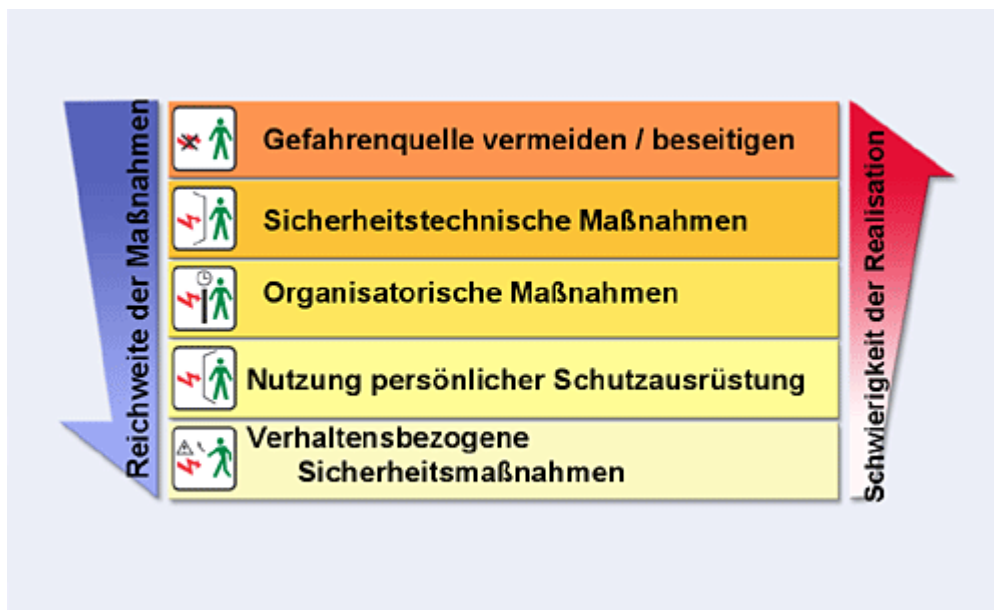 Reichweite der Maßnahmen
Gefahrenquelle vermeiden / beseitigen
Sicherheitstechnische Maßnahmen
Organisatorische Maßnahmen
Nutzung persönlicher Schutzausrüstung
Verhaltensbezogene
Sicherheitsmaßnahmen
Schwierigkeit der Realisation